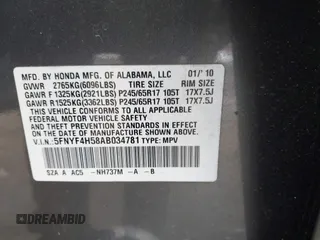 MFD. BY HONDA MFG. OF ALABAMA, LLC 01/'10
GVWR 2765KG(6096LBS) TIRE SIZE RIM SIZE
GAWR F 1325KG(2921LBS) P245/65R17 105T 17X7.5J
GAWR R 1525KG(3362LBS) P245/65R17 105T 17X7.5J
THIS VEHICLE CONFORMS TO ALL APPLICABLE FEDERAL MOTOR VEHICLE SAFETY AND THEFT PREVENTION STANDARDS IN EFFECT ON THE DATE OF MANUFACTURE SHOWN ABOVE.
V.I.N.: 5FNYF4H58AB034781 TYPE: MPV
SZA A AC5 -NH737M -A -B
DREAMBID